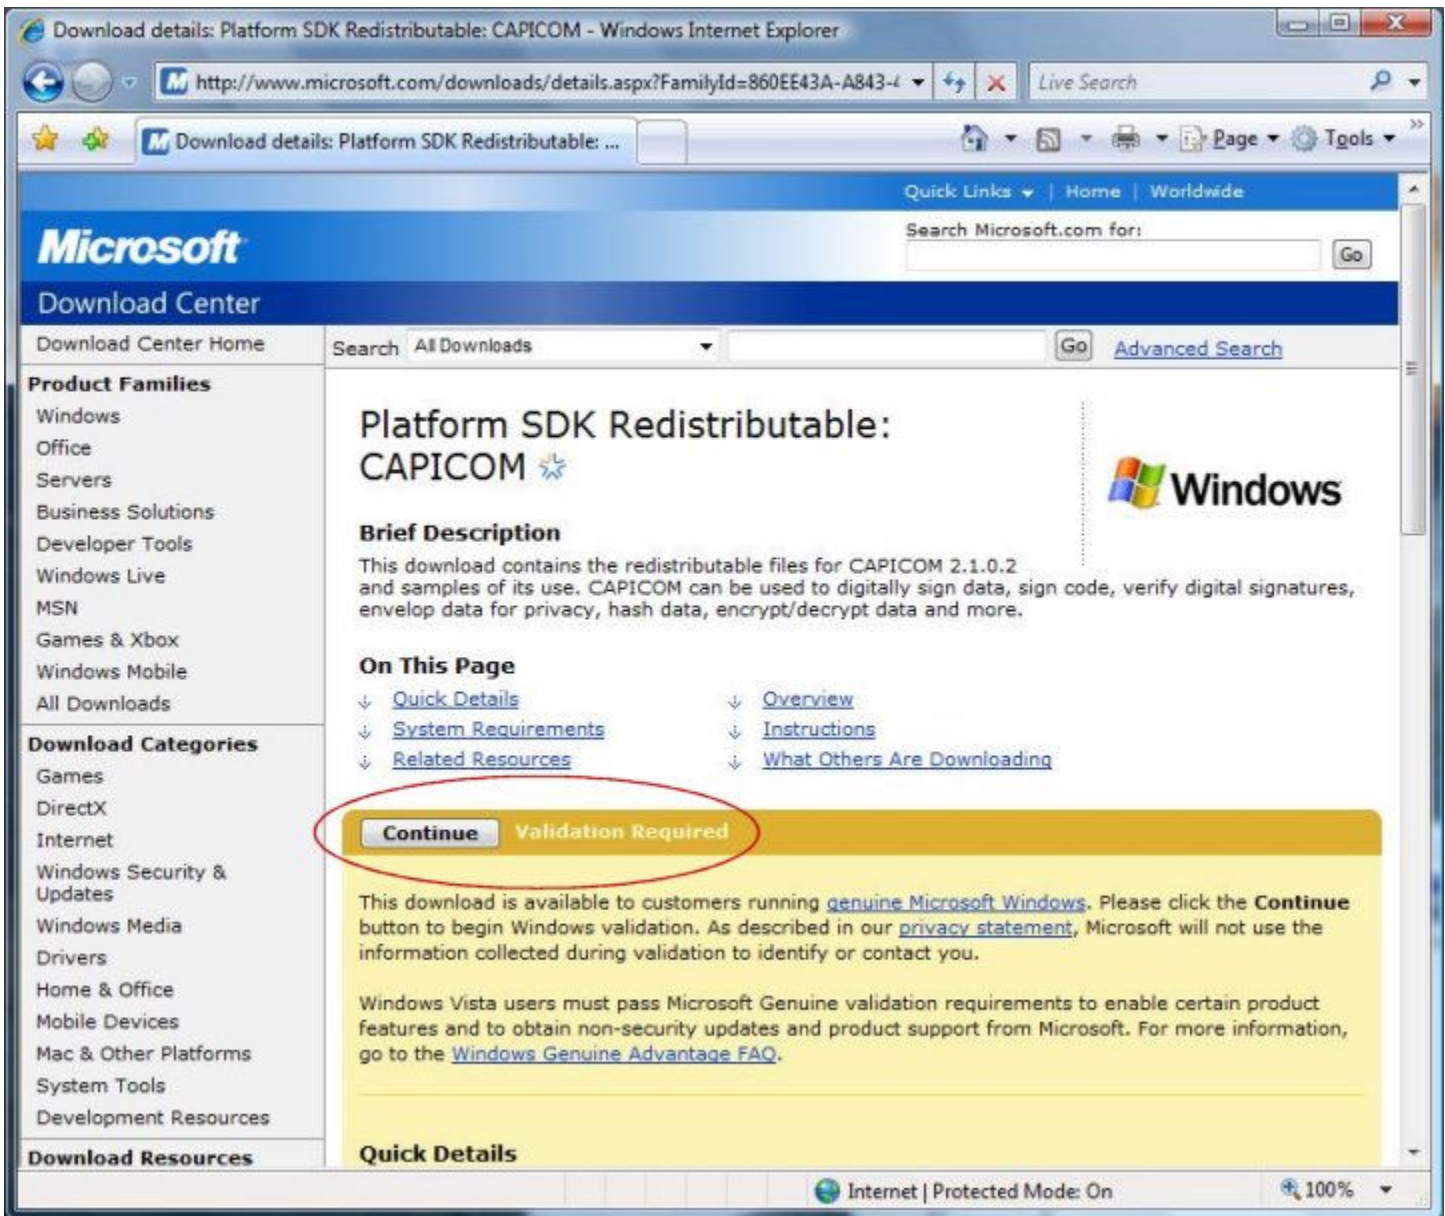 Download details: Platform SDK Redistributable: CAPICOM - Windows Internet Explorer
http://www.microsoft.com/downloads/details.aspx?FamilyId=860EE43A-A843-
Live Search
Download details: Platform SDK Redistributable: ...
Page
Tools
Quick Links | Home | Worldwide
Microsoft
Search Microsoft.com for:
Go
Download Center
Download Center Home
Search All Downloads Go Advanced Search
Product Families
Windows
Office
Servers
Business Solutions
Developer Tools
Windows Live
MSN
Games & Xbox
Windows Mobile
All Downloads
Download Categories
Games
DirectX
Internet
Windows Security &
Updates
Windows Media
Drivers
Home & Office
Mobile Devices
Mac & Other Platforms
System Tools
Development Resources
Download Resources
Platform SDK Redistributable:
CAPICOM
Windows
Brief Description
This download contains the redistributable files for CAPICOM 2.1.0.2
and samples of its use. CAPICOM can be used to digitally sign data, sign code, verify digital signatures,
envelop data for privacy, hash data, encrypt/decrypt data and more.
On This Page
Quick Details
Overview
System Requirements
Instructions
Related Resources
What Others Are Downloading
Continue Validation Required
This download is available to customers running genuine Microsoft Windows. Please click the Continue
button to begin Windows validation. As described in our privacy statement, Microsoft will not use the
information collected during validation to identify or contact you.
Windows Vista users must pass Microsoft Genuine validation requirements to enable certain product
features and to obtain non-security updates and product support from Microsoft. For more information,
go to the Windows Genuine Advantage FAQ.
Quick Details
Internet | Protected Mode: On
100%